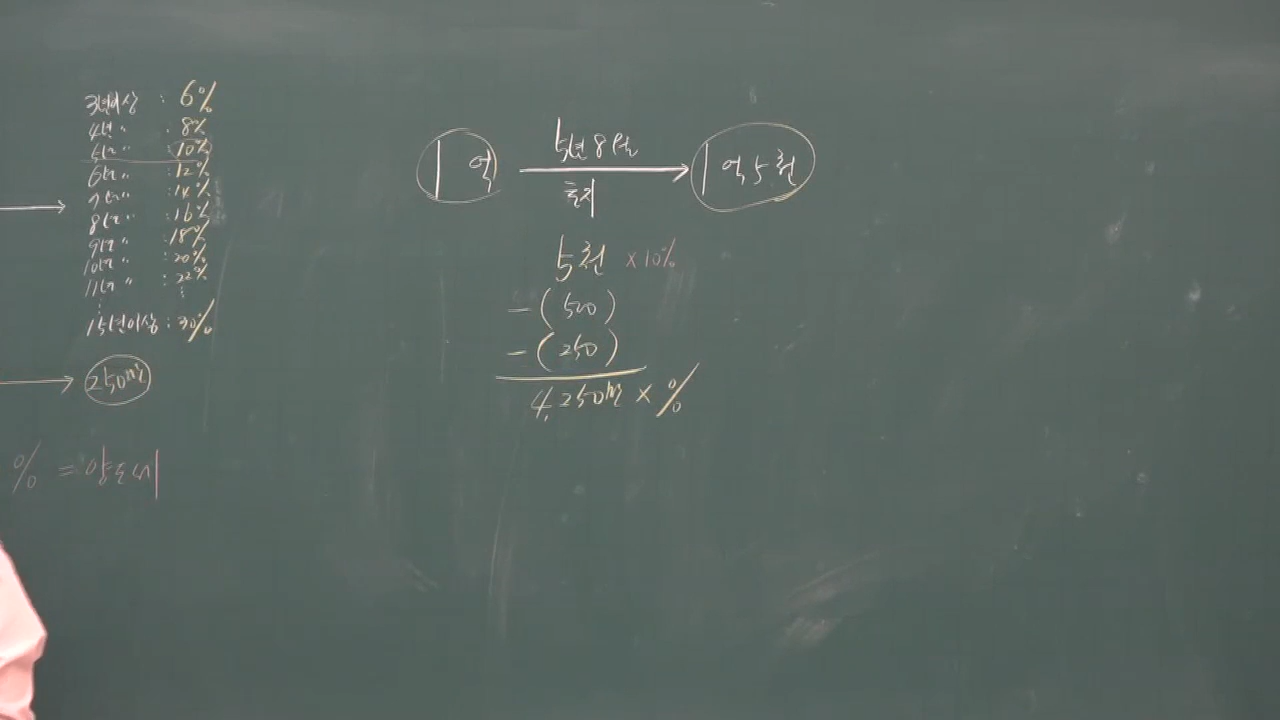 3년이상 : 6%
4년 〃 : 8%
5년 〃 : 10%
6년 〃 : 12%
7년 〃 : 14%
8년 〃 : 16%
9년 〃 : 18%
10년 〃 : 20%
11년 〃 : 22%
⋮ ⋮
15년이상 : 30%
250만
% = 양도세
1억 5년 8월 1억5천
토지
5천 × 10%
- (500)
- (250)
4,250만 × %